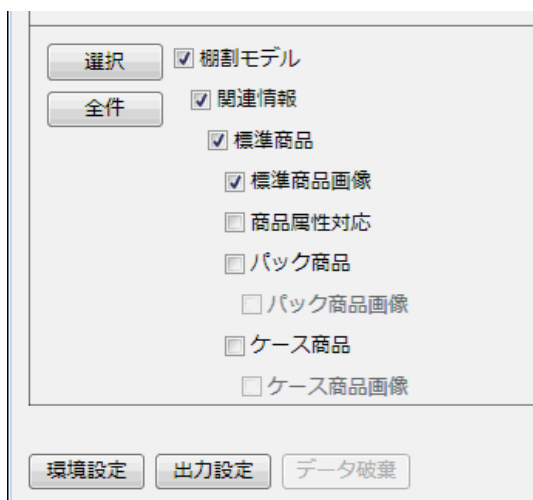 選択
棚割モデル
全件
関連情報
標準商品
標準商品画像
商品属性対応
パック商品
パック商品画像
ケース商品
ケース商品画像
環境設定 出力設定 データ破棄